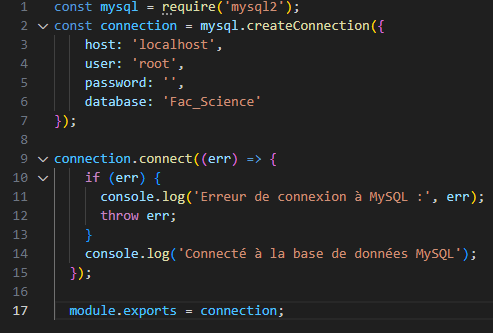 1 const mysql = require('mysql2');
2 const connection = mysql.createConnection({
3 host: 'localhost',
4 user: 'root',
5 password: '',
6 database: 'Fac_Science'
7 });
8
9 connection.connect((err) => {
10 if (err) {
11 console.log('Erreur de connexion à MySQL :', err);
12 throw err;
13 }
14 console.log('Connecté à la base de données MySQL');
15 });
16
17 module.exports = connection;